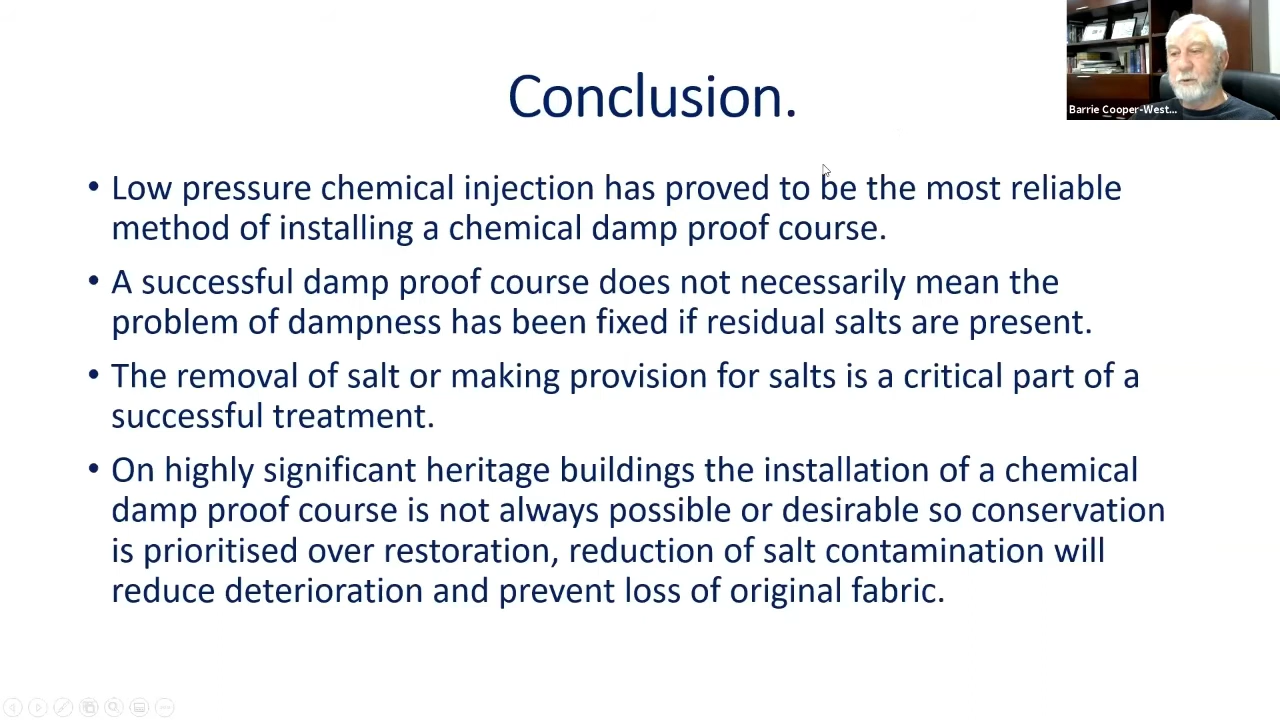 Conclusion.
Barrie Cooper-West...
• Low pressure chemical injection has proved to be the most reliable
method of installing a chemical damp proof course.
• A successful damp proof course does not necessarily mean the
problem of dampness has been fixed if residual salts are present.
• The removal of salt or making provision for salts is a critical part of a
successful treatment.
• On highly significant heritage buildings the installation of a chemical
damp proof course is not always possible or desirable so conservation
is prioritised over restoration, reduction of salt contamination will
reduce deterioration and prevent loss of original fabric.